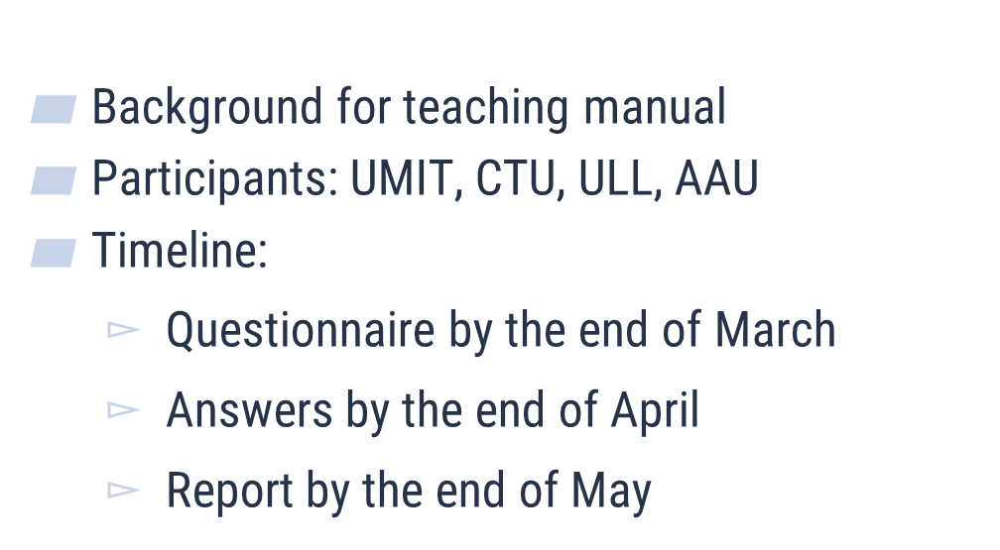 Background for teaching manual
Participants: UMIT, CTU, ULL, AAU
Timeline:
Questionnaire by the end of March
Answers by the end of April
Report by the end of May